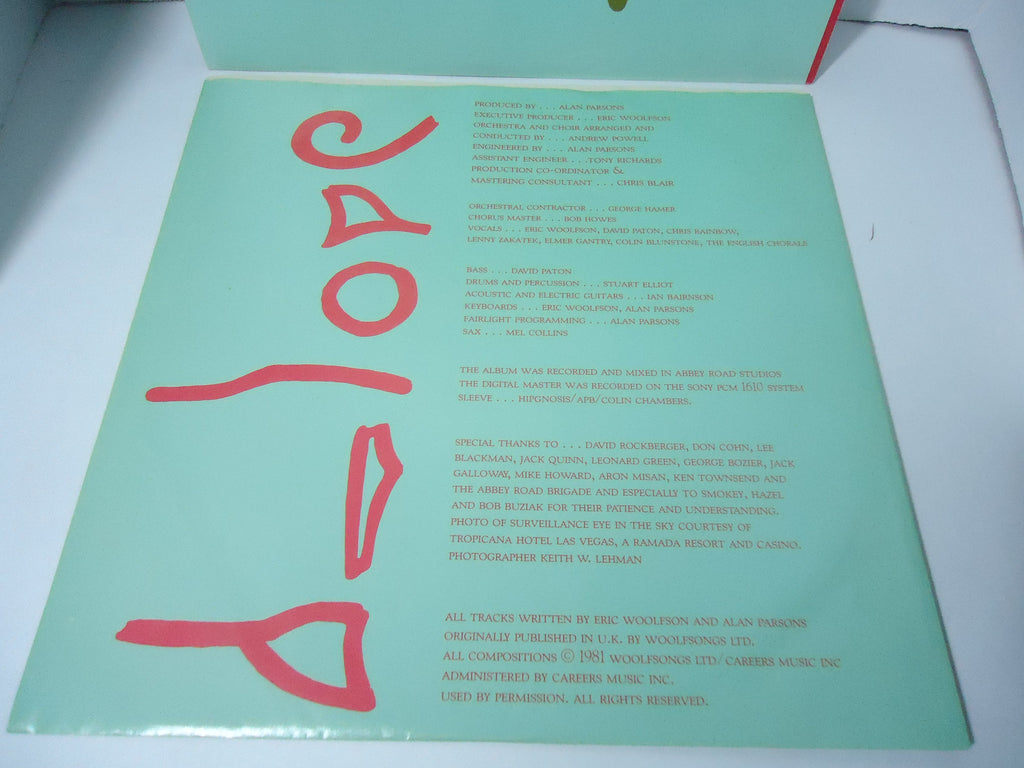 PRODUCED BY . . . ALAN PARSONS
EXECUTIVE PRODUCER . . . ERIC WOOLFSON
ORCHESTRA AND CHOIR ARRANGED AND
CONDUCTED BY . . . ANDREW POWELL
ENGINEERED BY . . . ALAN PARSONS
ASSISTANT ENGINEER . . . TONY RICHARDS
PRODUCTION CO-ORDINATOR &
MASTERING CONSULTANT . . . CHRIS BLAIR
ORCHESTRAL CONTRACTOR . . . GEORGE HAMER
CHORUS MASTER . . . BOB HOWES
VOCALS . . . ERIC WOOLFSON, DAVID PATON, CHRIS RAINBOW,
LENNY ZAKATEK, ELMER GANTRY, COLIN BLUNSTONE, THE ENGLISH CHORALE
BASS . . . DAVID PATON
DRUMS AND PERCUSSION . . . STUART ELLIOT
ACOUSTIC AND ELECTRIC GUITARS . . . IAN BAIRNSON
KEYBOARDS . . . ERIC WOOLFSON, ALAN PARSONS
FAIRLIGHT PROGRAMMING . . . ALAN PARSONS
SAX . . . MEL COLLINS
THE ALBUM WAS RECORDED AND MIXED IN ABBEY ROAD STUDIOS
THE DIGITAL MASTER WAS RECORDED ON THE SONY PCM 1610 SYSTEM
SLEEVE . . . HIPGNOSIS/APB/COLIN CHAMBERS.
SPECIAL THANKS TO . . . DAVID ROCKBERGER, DON COHN, LEE
BLACKMAN, JACK QUINN, LEONARD GREEN, GEORGE BOZIER, JACK
GALLOWAY, MIKE HOWARD, ARON MISAN, KEN TOWNSEND AND
THE ABBEY ROAD BRIGADE AND ESPECIALLY TO SMOKEY, HAZEL
AND BOB BUZIAK FOR THEIR PATIENCE AND UNDERSTANDING.
PHOTO OF SURVEILLANCE EYE IN THE SKY COURTESY OF
TROPICANA HOTEL LAS VEGAS, A RAMADA RESORT AND CASINO.
PHOTOGRAPHER KEITH W. LEHMAN
ALL TRACKS WRITTEN BY ERIC WOOLFSON AND ALAN PARSONS
ORIGINALLY PUBLISHED IN U.K. BY WOOLFSONGS LTD.
ALL COMPOSITIONS © 1981 WOOLFSONGS LTD/CAREERS MUSIC INC
ADMINISTERED BY CAREERS MUSIC INC.
USED BY PERMISSION. ALL RIGHTS RESERVED.